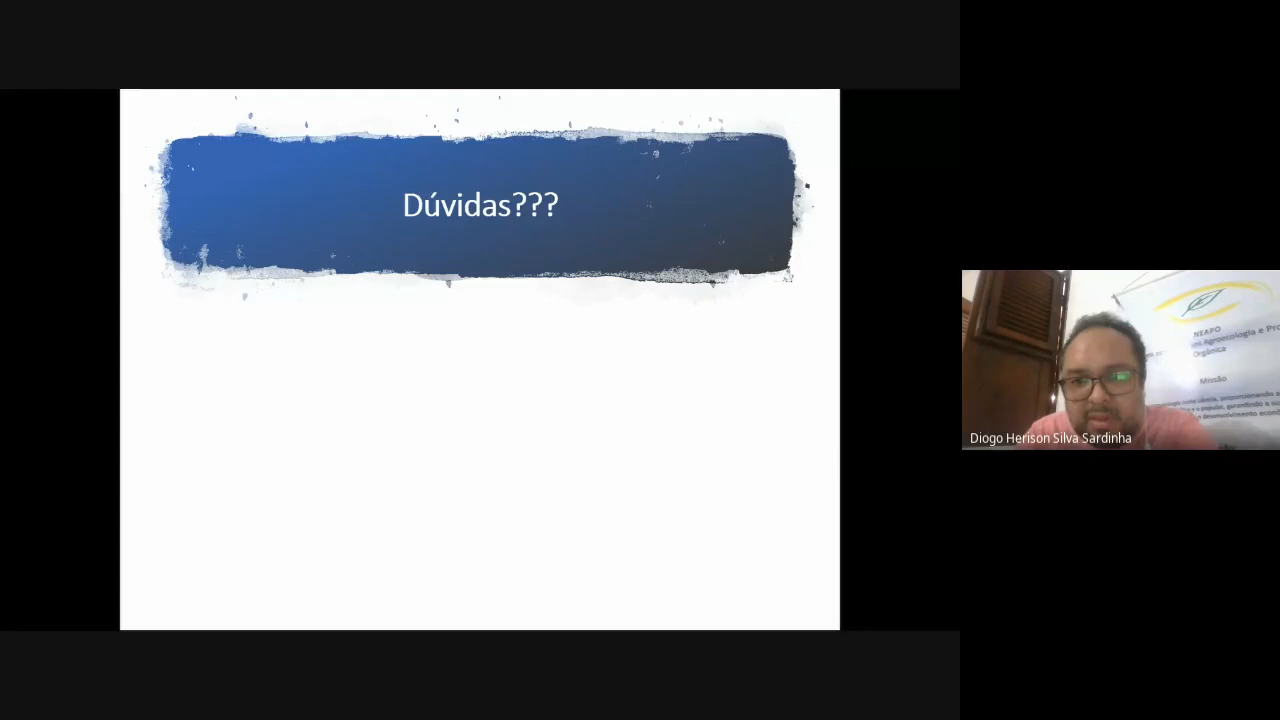 Dúvidas???
NEAPO
Agroecologia e Pro
Orgânica
Missão
Diogo Herison Silva Sardinha